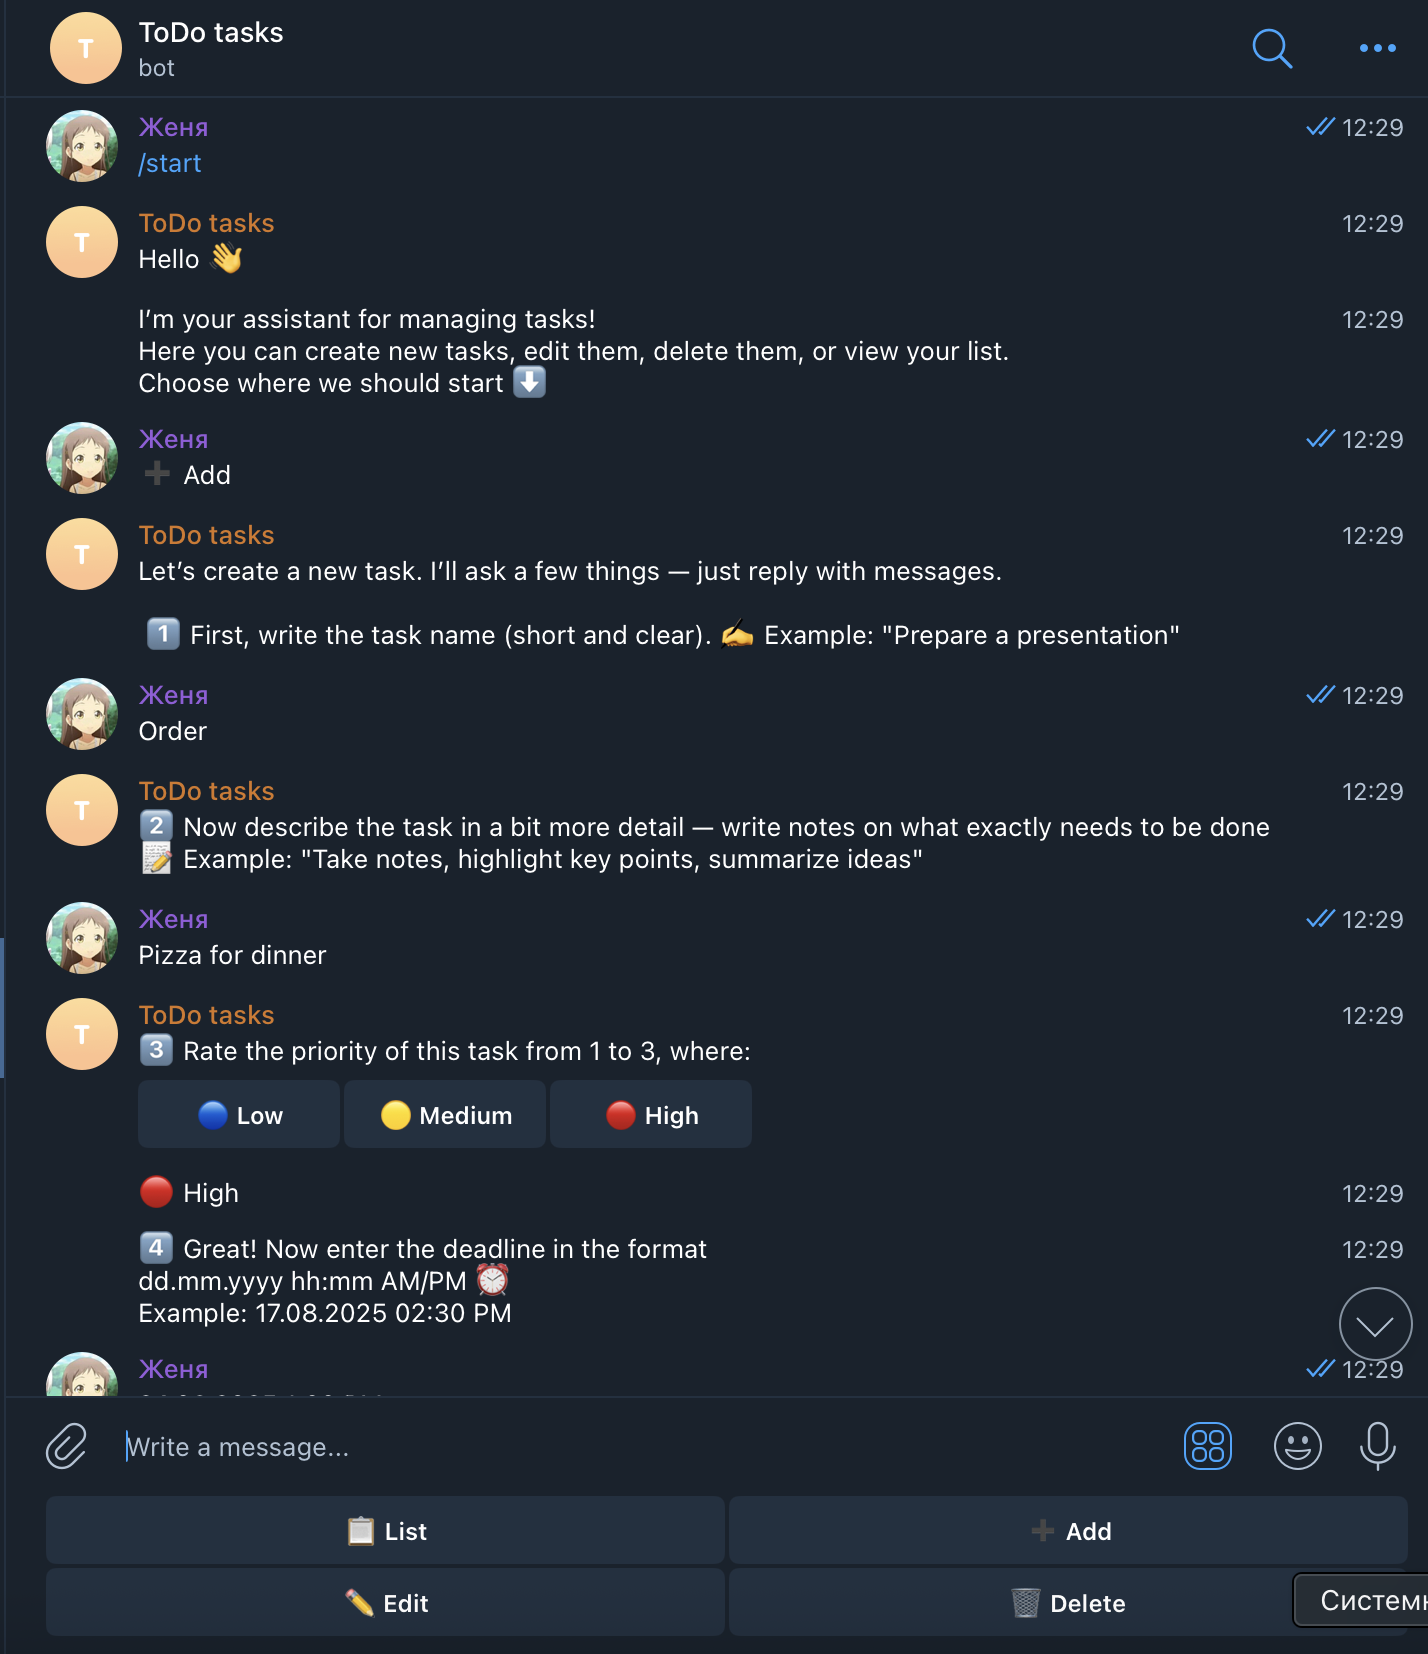 T
ToDo tasks
bot
Женя
12:29
/start
T
ToDo tasks
12:29
Hello 👋
I’m your assistant for managing tasks!
12:29
Here you can create new tasks, edit them, delete them, or view your list.
Choose where we should start ⬇️
Женя
12:29
➕ Add
T
ToDo tasks
12:29
Let’s create a new task. I’ll ask a few things — just reply with messages.
1️⃣ First, write the task name (short and clear). ✍️ Example: "Prepare a presentation"
Женя
12:29
Order
T
ToDo tasks
12:29
2️⃣ Now describe the task in a bit more detail — write notes on what exactly needs to be done
📝 Example: "Take notes, highlight key points, summarize ideas"
Женя
12:29
Pizza for dinner
T
ToDo tasks
12:29
3️⃣ Rate the priority of this task from 1 to 3, where:
🔵 Low
🟡 Medium
🔴 High
🔴 High
12:29
4️⃣ Great! Now enter the deadline in the format
12:29
dd.mm.yyyy hh:mm AM/PM ⏰
Example: 17.08.2025 02:30 PM
Женя
12:29
Write a message...
📋 List
➕ Add
✏️ Edit
🗑️ Delete